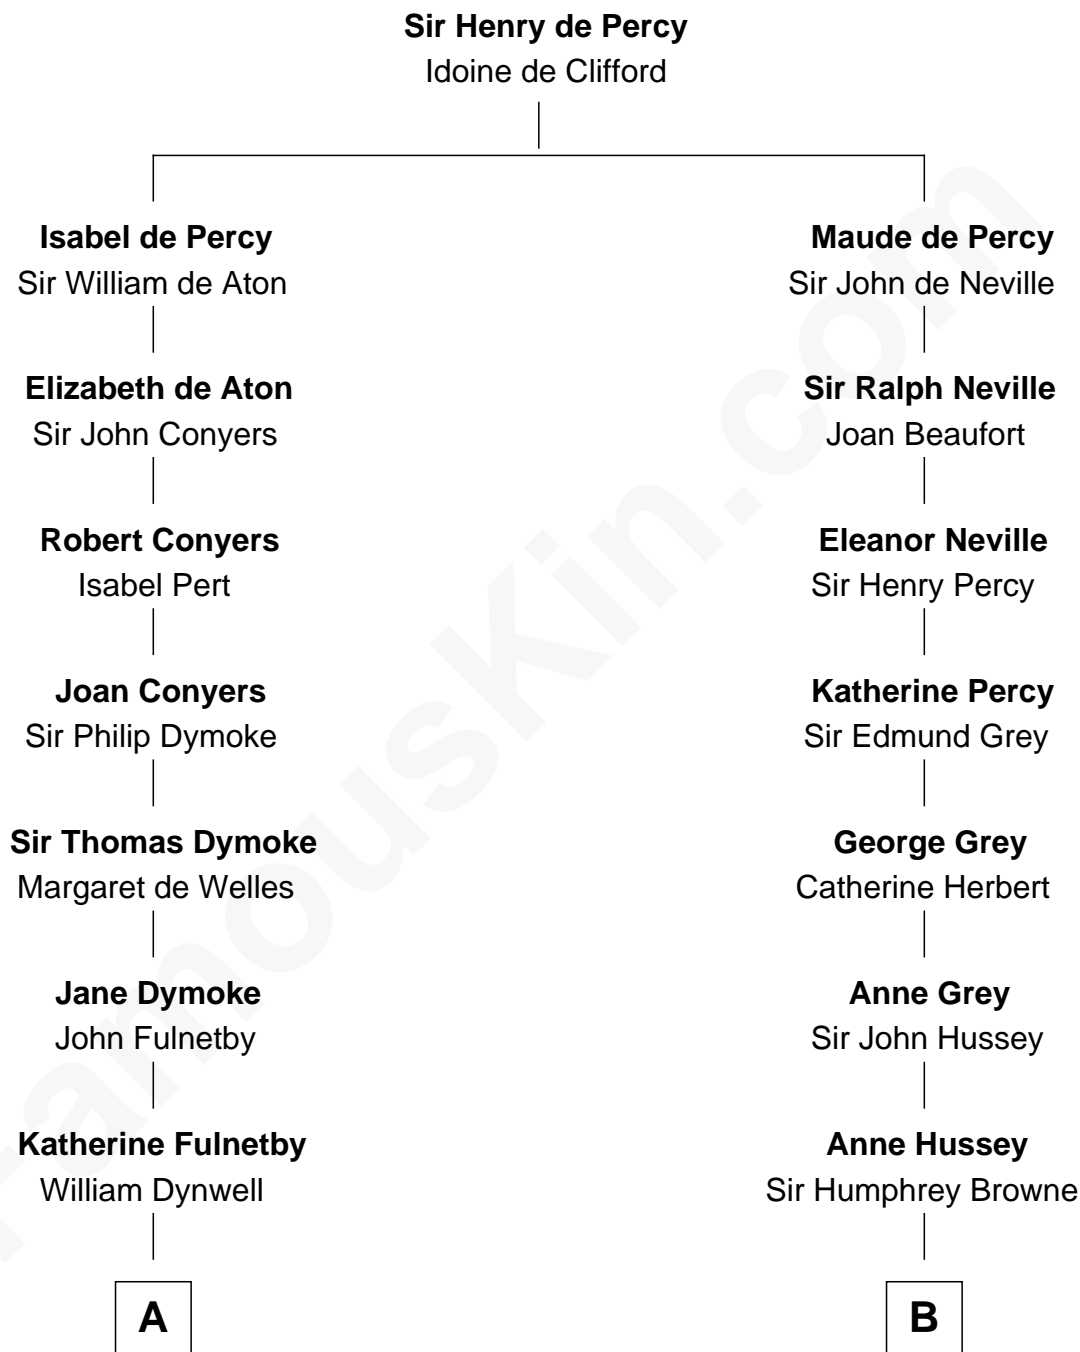 Sir Henry de Percy
Idoine de Clifford
Isabel de Percy
Sir William de Aton
Elizabeth de Aton
Sir John Conyers
Robert Conyers
Isabel Pert
Joan Conyers
Sir Philip Dymoke
Sir Thomas Dymoke
Margaret de Welles
Jane Dymoke
John Fulnetby
Katherine Fulnetby
William Dynwell
A
Maude de Percy
Sir John de Neville
Sir Ralph Neville
Joan Beaufort
Eleanor Neville
Sir Henry Percy
Katherine Percy
Sir Edmund Grey
George Grey
Catherine Herbert
Anne Grey
Sir John Hussey
Anne Hussey
Sir Humphrey Browne
B
FamousKin.com